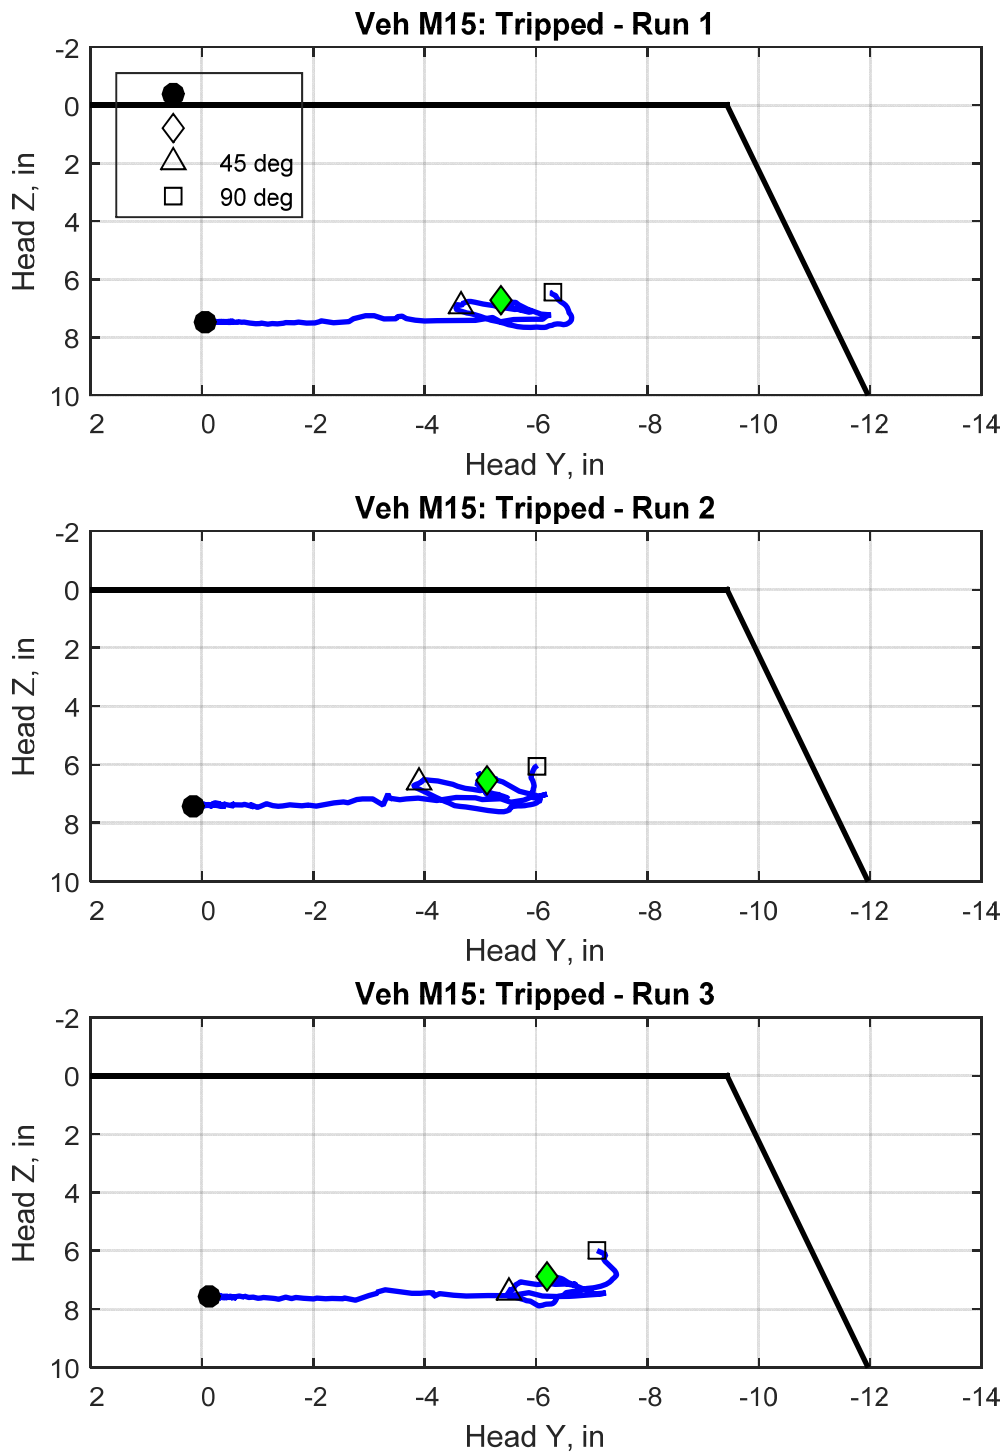 Veh M15: Tripped - Run 1
-2
0
2
4
6
8
10
45 deg
90 deg
2 0 -2 -4 -6 -8 -10 -12 -14
Head Y, in
Head Z, in
Veh M15: Tripped - Run 2
-2
0
2
4
6
8
10
2 0 -2 -4 -6 -8 -10 -12 -14
Head Y, in
Head Z, in
Veh M15: Tripped - Run 3
-2
0
2
4
6
8
10
2 0 -2 -4 -6 -8 -10 -12 -14
Head Y, in
Head Z, in